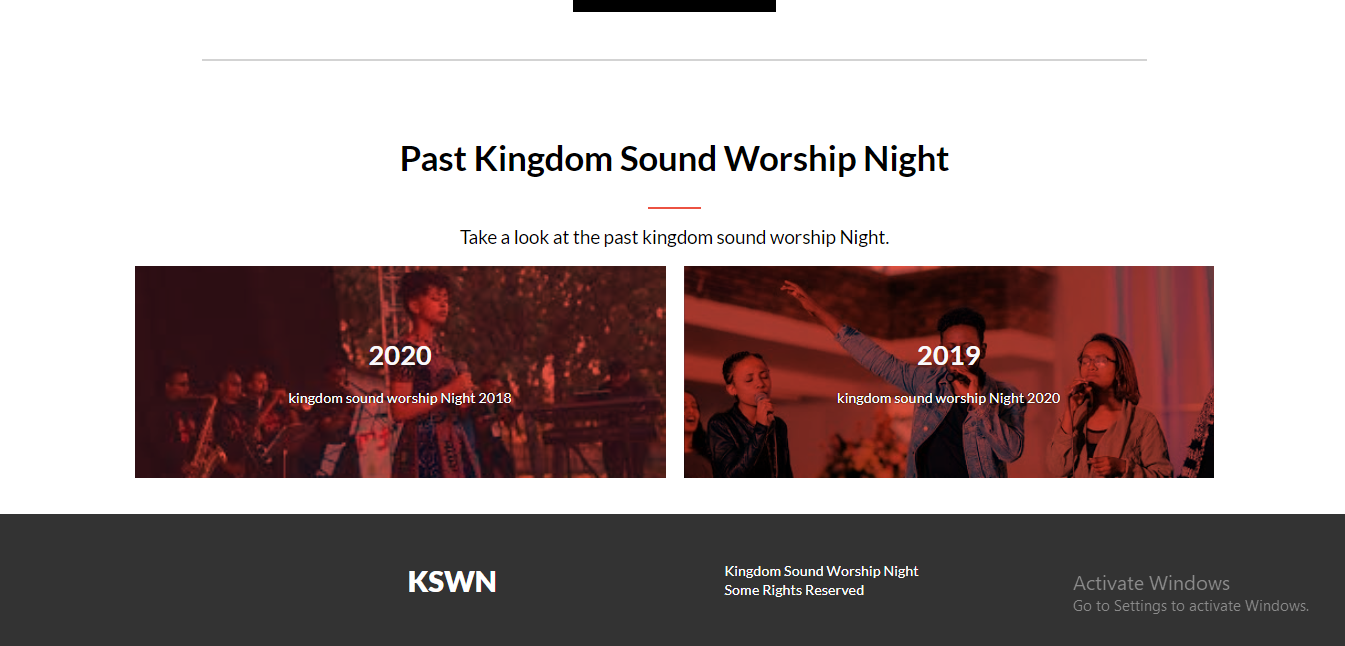 Past Kingdom Sound Worship Night
Take a look at the past kingdom sound worship Night.
2020
kingdom sound worship Night 2018
2019
kingdom sound worship Night 2020
KSWN
Kingdom Sound Worship Night
Some Rights Reserved
Activate Windows
Go to Settings to activate Windows.